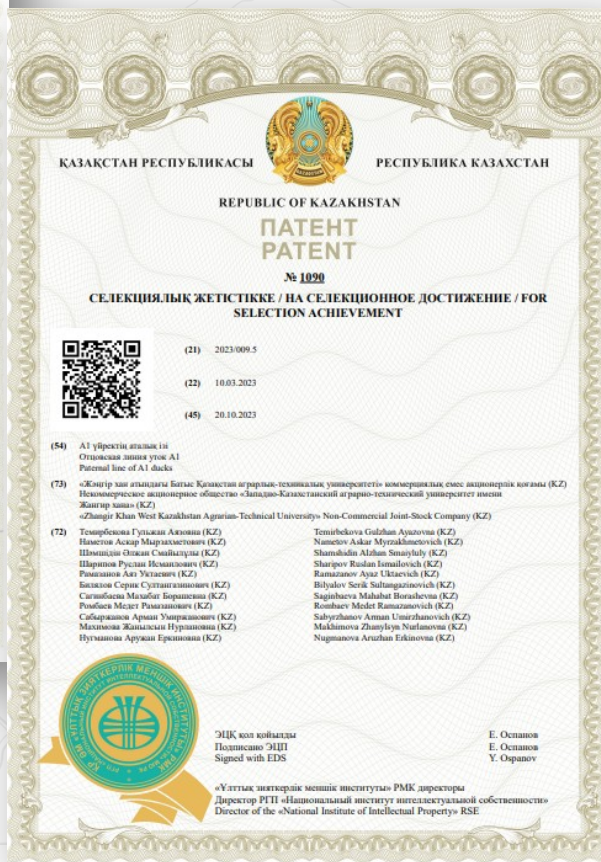 ҚАЗАҚСТАН РЕСПУБЛИКАСЫ
РЕСПУБЛИКА КАЗАХСТАН
REPUBLIC OF KAZAKHSTAN
ПАТЕНТ
PATENT
№ 1090
СЕЛЕКЦИЯЛЫҚ ЖЕТІСТІККЕ / НА СЕЛЕКЦИОННОЕ ДОСТИЖЕНИЕ / FOR
SELECTION ACHIEVEMENT
(21) 2023/009.5
(22) 10.03.2023
(45) 20.10.2023
(54) А1 үйректің аталық ізі
Отцовская линия уток А1
Paternal line of A1 ducks
(73) «Жәңгір хан атындағы Батыс Қазақстан аграрлық-техникалық университеті» коммерциялық емес акционерлік қоғамы (KZ)
Некоммерческое акционерное общество «Западно-Казахстанский аграрно-технический университет имени
Жангир хана» (KZ)
«Zhangir Khan West Kazakhstan Agrarian-Technical University» Non-Commercial Joint-Stock Company (KZ)
(72) Темирбекова Гульжан Аязовна (KZ)
Наметов Аскар Мырзахметович (KZ)
Шәмшідін Әлжан Смайылұлы (KZ)
Шарипов Руслан Исмаилович (KZ)
Рамазанов Аяз Уктаевич (KZ)
Билялов Серик Султангазинович (KZ)
Сагинбаева Махабат Борашевна (KZ)
Ромбаев Медет Рамазанович (KZ)
Сабыржанов Арман Умиржанович (KZ)
Махимова Жанылсын Нурлановна (KZ)
Нугманова Аружан Еркиновна (KZ)
Temirbekova Gulzhan Ayazovna (KZ)
Nametov Askar Myrzakhmetovich (KZ)
Shamshidin Alzhan Smaiyluly (KZ)
Sharipov Ruslan Ismailovich (KZ)
Ramazanov Ayaz Uktaevich (KZ)
Bilyalov Serik Sultangazinovich (KZ)
Saginbaeva Mahabat Borashevna (KZ)
Rombaev Medet Ramazanovich (KZ)
Sabyrzhanov Arman Umirzhanovich (KZ)
Makhimova Zhanylsyn Nurlanovna (KZ)
Nugmanova Aruzhan Erkinovna (KZ)
ЭЦҚ қол қойылды
Подписано ЭЦП
Signed with EDS
Е. Оспанов
Е. Оспанов
Y. Ospanov
«Ұлттық зияткерлік меншік институты» РМК директоры
Директор РГП «Национальный институт интеллектуальной собственности»
Director of the «National Institute of Intellectual Property» RSE
ҚР ӘМ «ҰЛТТЫҚ ЗИЯТКЕРЛІК МЕНШІК ИНСТИТУТЫ» РМК